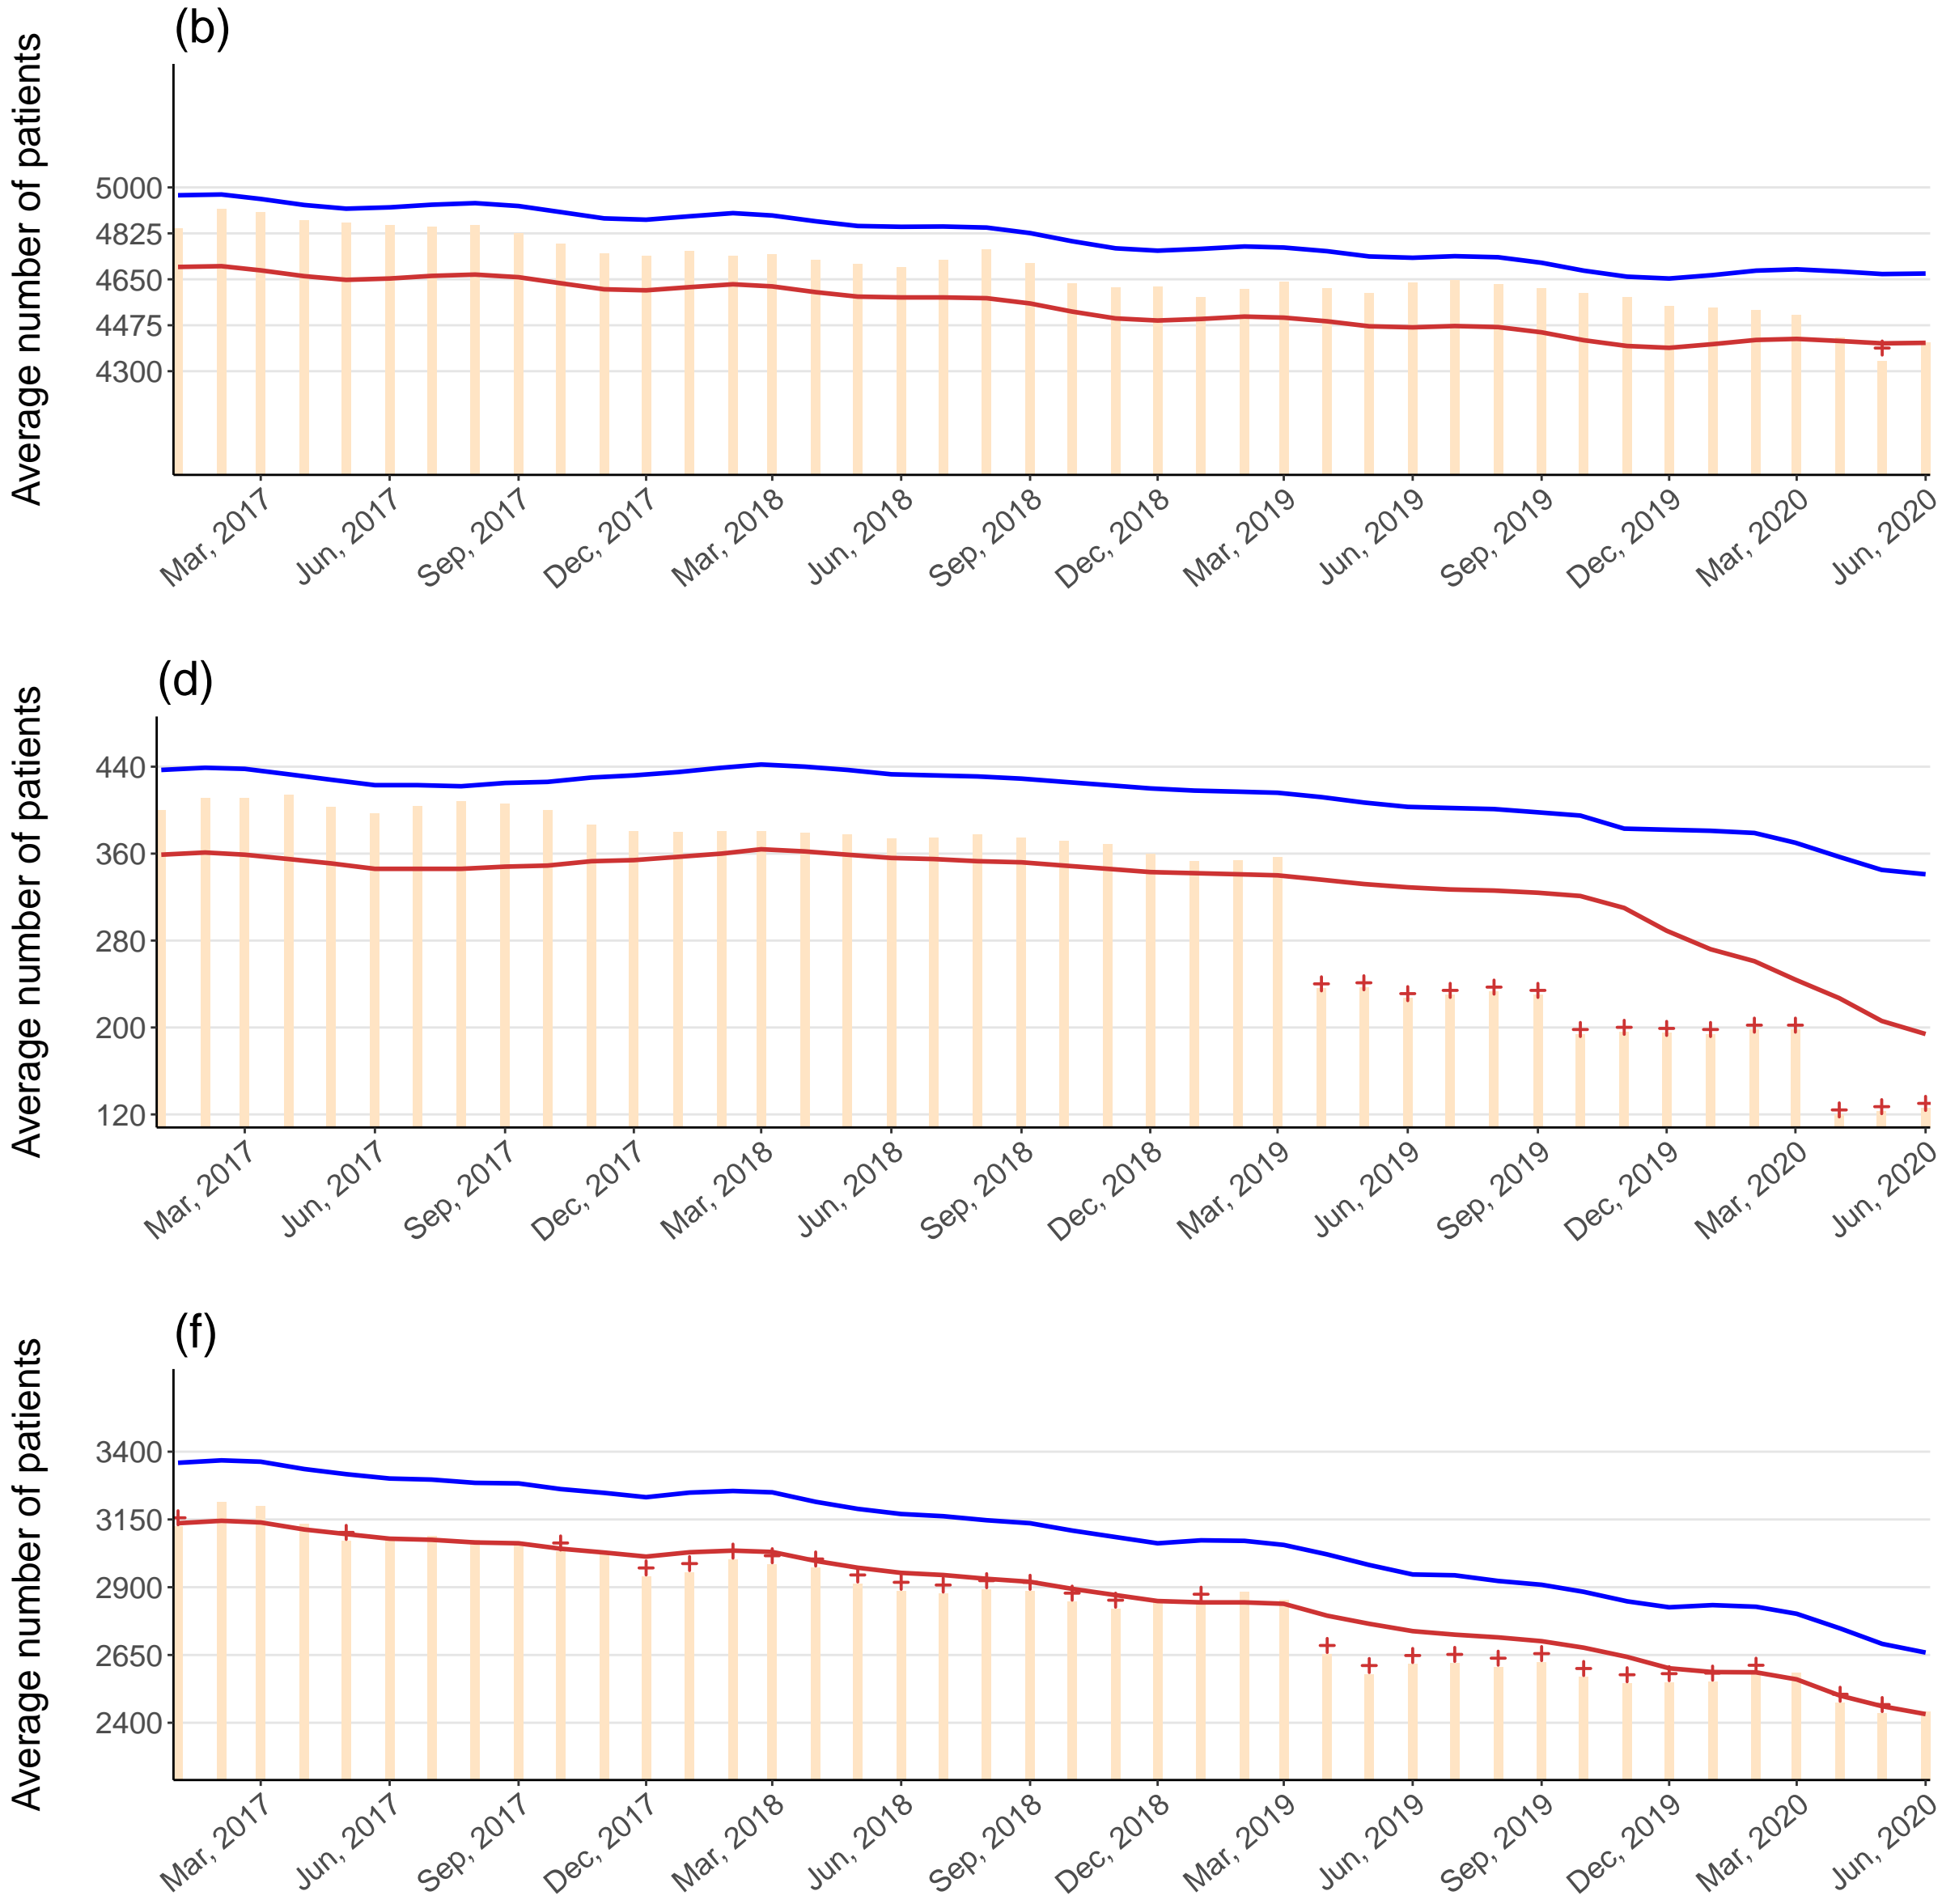 (b)
Average number of patients
5000
4825
4650
4475
4300
Mar, 2017
Jun, 2017
Sep, 2017
Dec, 2017
Mar, 2018
Jun, 2018
Sep, 2018
Dec, 2018
Mar, 2019
Jun, 2019
Sep, 2019
Dec, 2019
Mar, 2020
Jun, 2020
(d)
Average number of patients
440
360
280
200
120
Mar, 2017
Jun, 2017
Sep, 2017
Dec, 2017
Mar, 2018
Jun, 2018
Sep, 2018
Dec, 2018
Mar, 2019
Jun, 2019
Sep, 2019
Dec, 2019
Mar, 2020
Jun, 2020
(f)
Average number of patients
3400
3150
2900
2650
2400
Mar, 2017
Jun, 2017
Sep, 2017
Dec, 2017
Mar, 2018
Jun, 2018
Sep, 2018
Dec, 2018
Mar, 2019
Jun, 2019
Sep, 2019
Dec, 2019
Mar, 2020
Jun, 2020